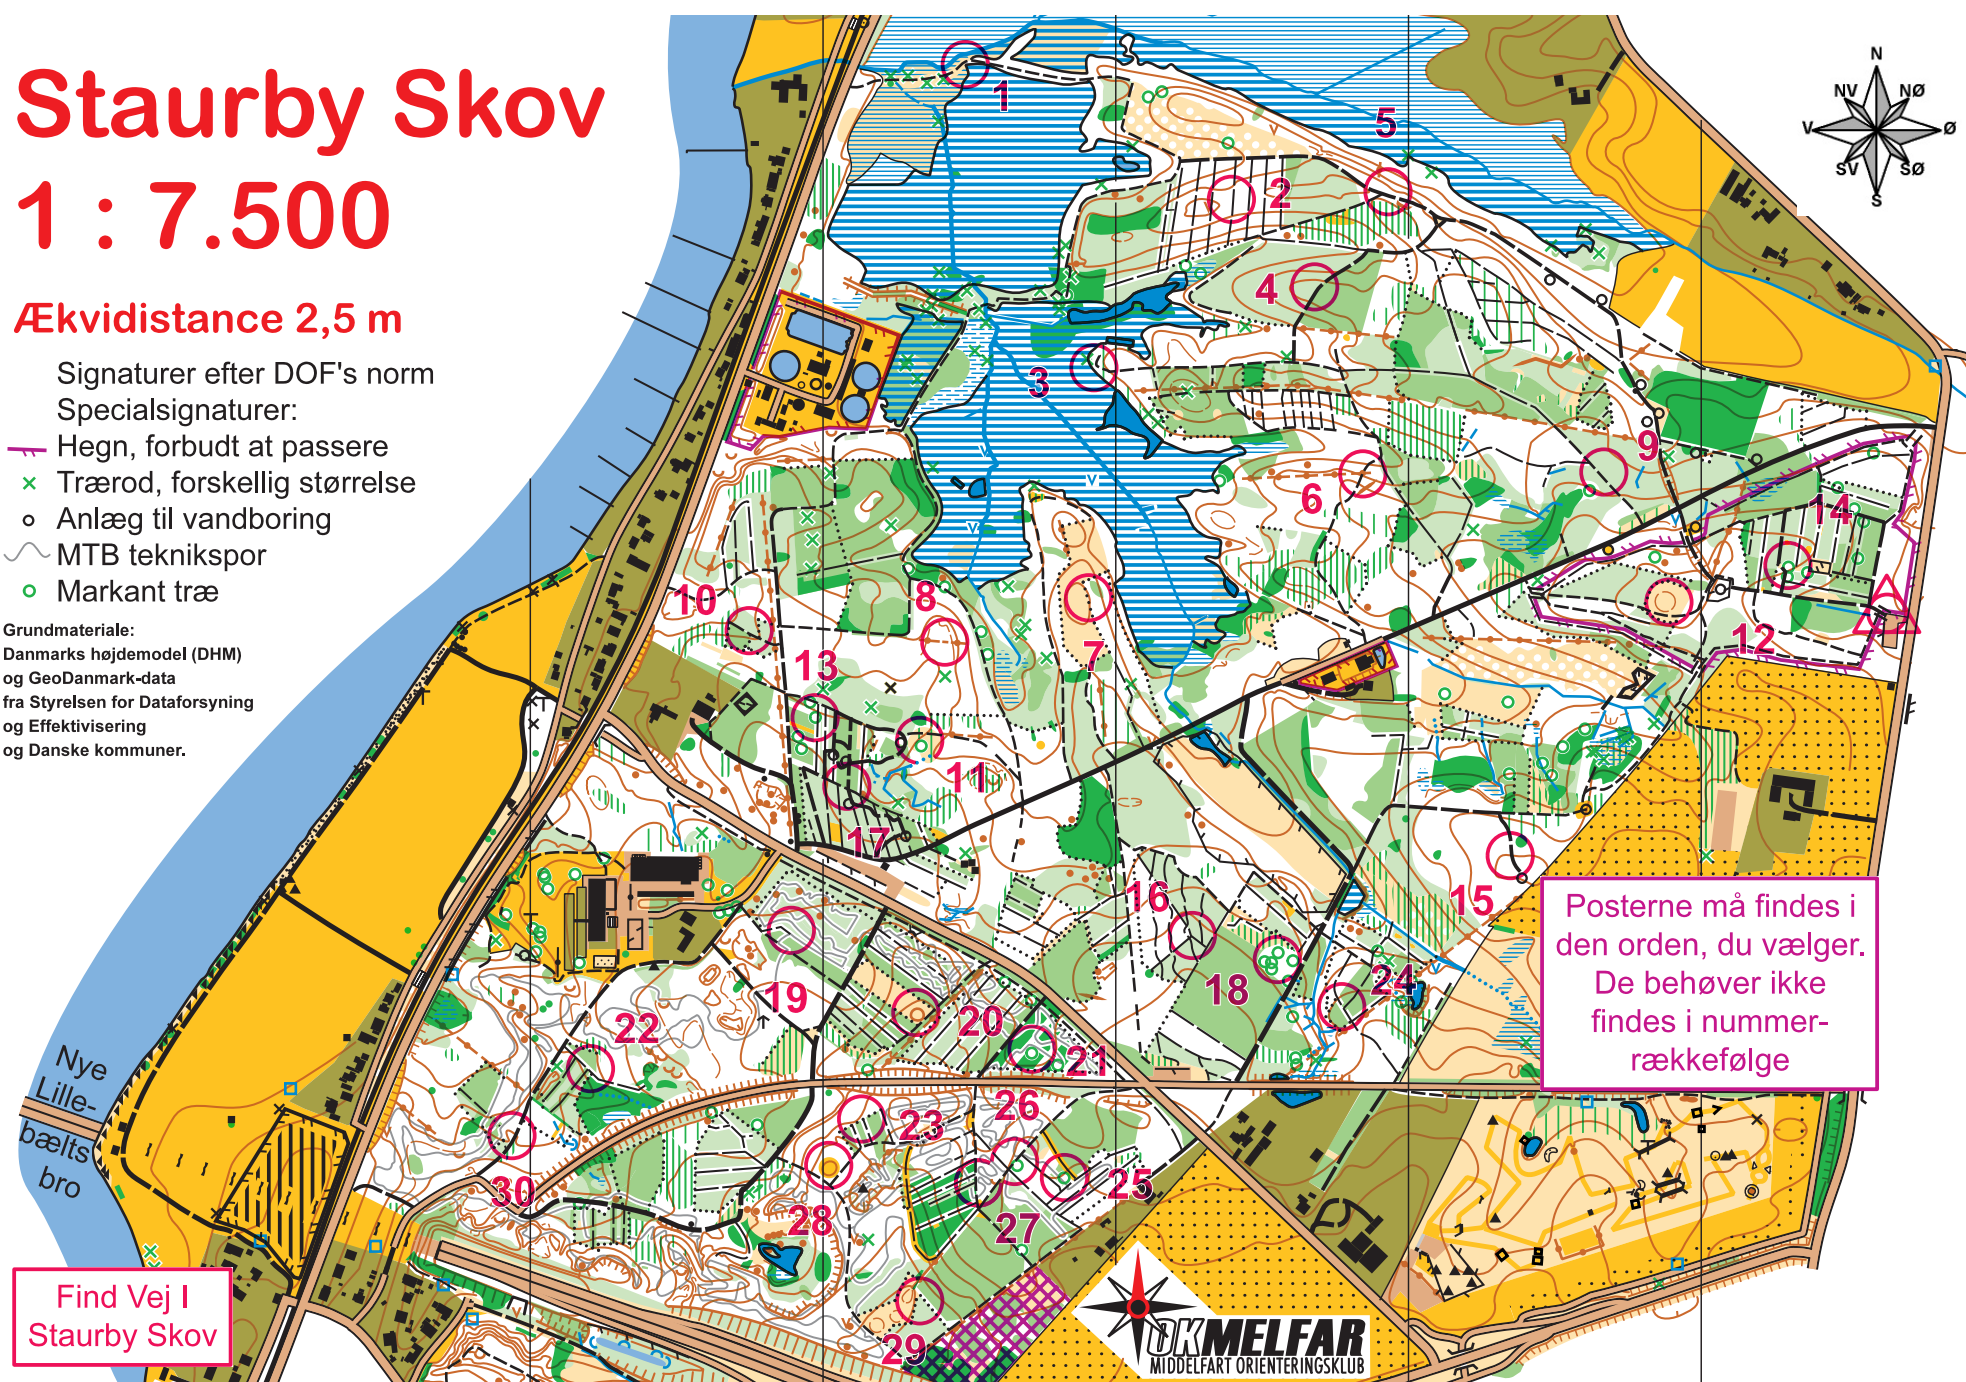 Staurby Skov
1 : 7.500
Ækvidistance 2,5 m
Signaturer efter DOF's norm
Specialsignaturer:
Hegn, forbudt at passere
Trærod, forskellig størrelse
Anlæg til vandboring
MTB teknikspor
Markant træ
Grundmateriale:
Danmarks højdemodel (DHM)
og GeoDanmark-data
fra Styrelsen for Dataforsyning
og Effektivisering
og Danske kommuner.
N
NV
NØ
V
Ø
SV
SØ
S
1
5
2
4
3
9
6
14
10
8
7
12
13
11
17
16
15
18
24
19
20
22
21
26
23
25
30
28
27
29
Nye
Lille-
bælts
bro
Posterne må findes i
den orden, du vælger.
De behøver ikke
findes i nummer-
rækkefølge
Find Vej I
Staurby Skov
OK MELFAR
MIDDELFART ORIENTERINGSKLUB